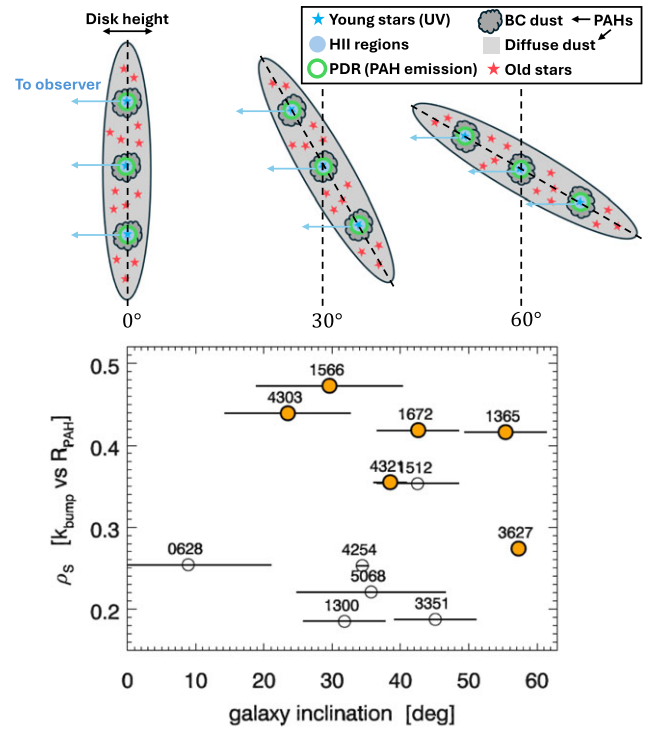 Disk height
To observer
Young stars (UV)
BC dust
PAHs
HII regions
Diffuse dust
PDR (PAH emission)
Old stars
0°
30°
60°
0.5
0.4
0.3
0.2
ρS [kbump vs RPAH]
1566
4303
1672
1365
4321
1512
3627
0628
4254
5068
1300
3351
0
10
20
30
40
50
60
galaxy inclination [deg]